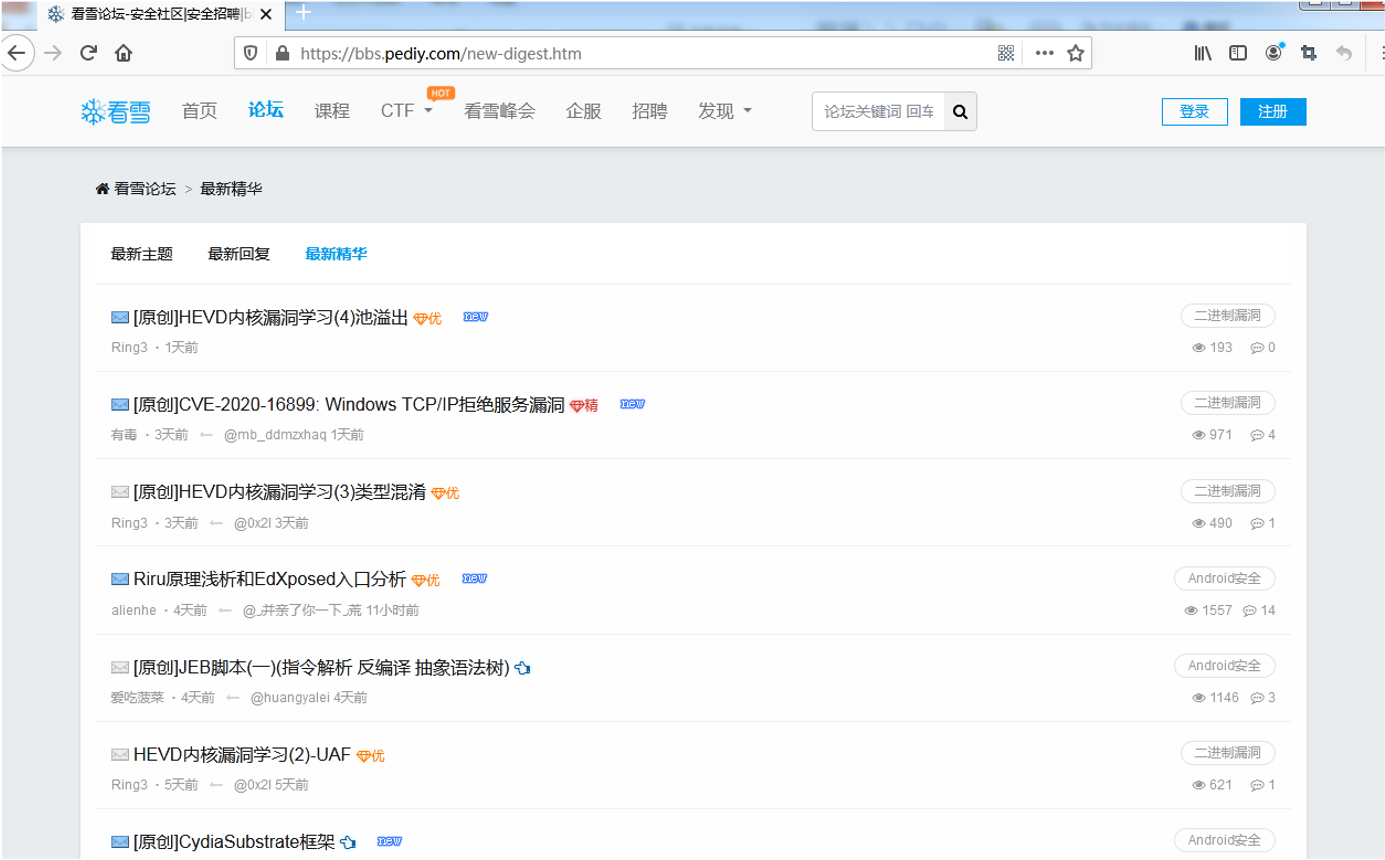 看雪论坛-安全社区|安全招聘|b
https://bbs.pediy.com/new-digest.htm
看雪 首页 论坛 课程 CTF HOT 看雪峰会 企服 招聘 发现 论坛关键词 回车 登录 注册
看雪论坛 > 最新精华
最新主题 最新回复 最新精华
[原创]HEVD内核漏洞学习(4)池溢出 优 new 二进制漏洞
Ring3 · 1天前 193 0
[原创]CVE-2020-16899: Windows TCP/IP拒绝服务漏洞 精 new 二进制漏洞
有毒 · 3天前 ← @mb_ddmzxhaq 1天前 971 4
[原创]HEVD内核漏洞学习(3)类型混淆 优 二进制漏洞
Ring3 · 3天前 ← @0x2l 3天前 490 1
Riru原理浅析和EdXposed入口分析 优 new Android安全
alienhe · 4天前 ← @_并亲了你一下_荒 11小时前 1557 14
[原创]JEB脚本(一)(指令解析 反编译 抽象语法树) Android安全
爱吃菠菜 · 4天前 ← @huangyalei 4天前 1146 3
HEVD内核漏洞学习(2)-UAF 优 二进制漏洞
Ring3 · 5天前 ← @0x2l 5天前 621 1
[原创]CydiaSubstrate框架 new Android安全